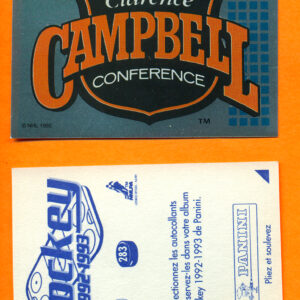 Clarence
CAMPBELL
CONFERENCE
© NHL 1992
TM
ockey
1992-1993
283
ectionnez les autocollants
servez-les dans votre album
key 1992-1993 de Panini.
PANINI
Pliez et soulevez